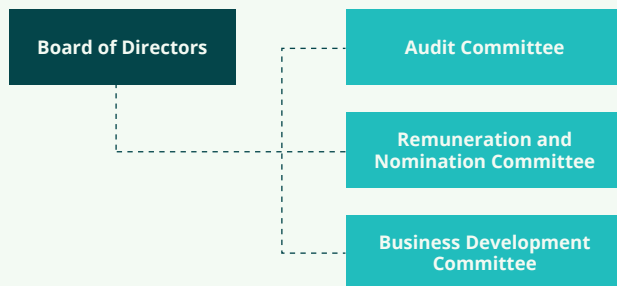 Board of Directors
Audit Committee
Remuneration and
Nomination Committee
Business Development
Committee